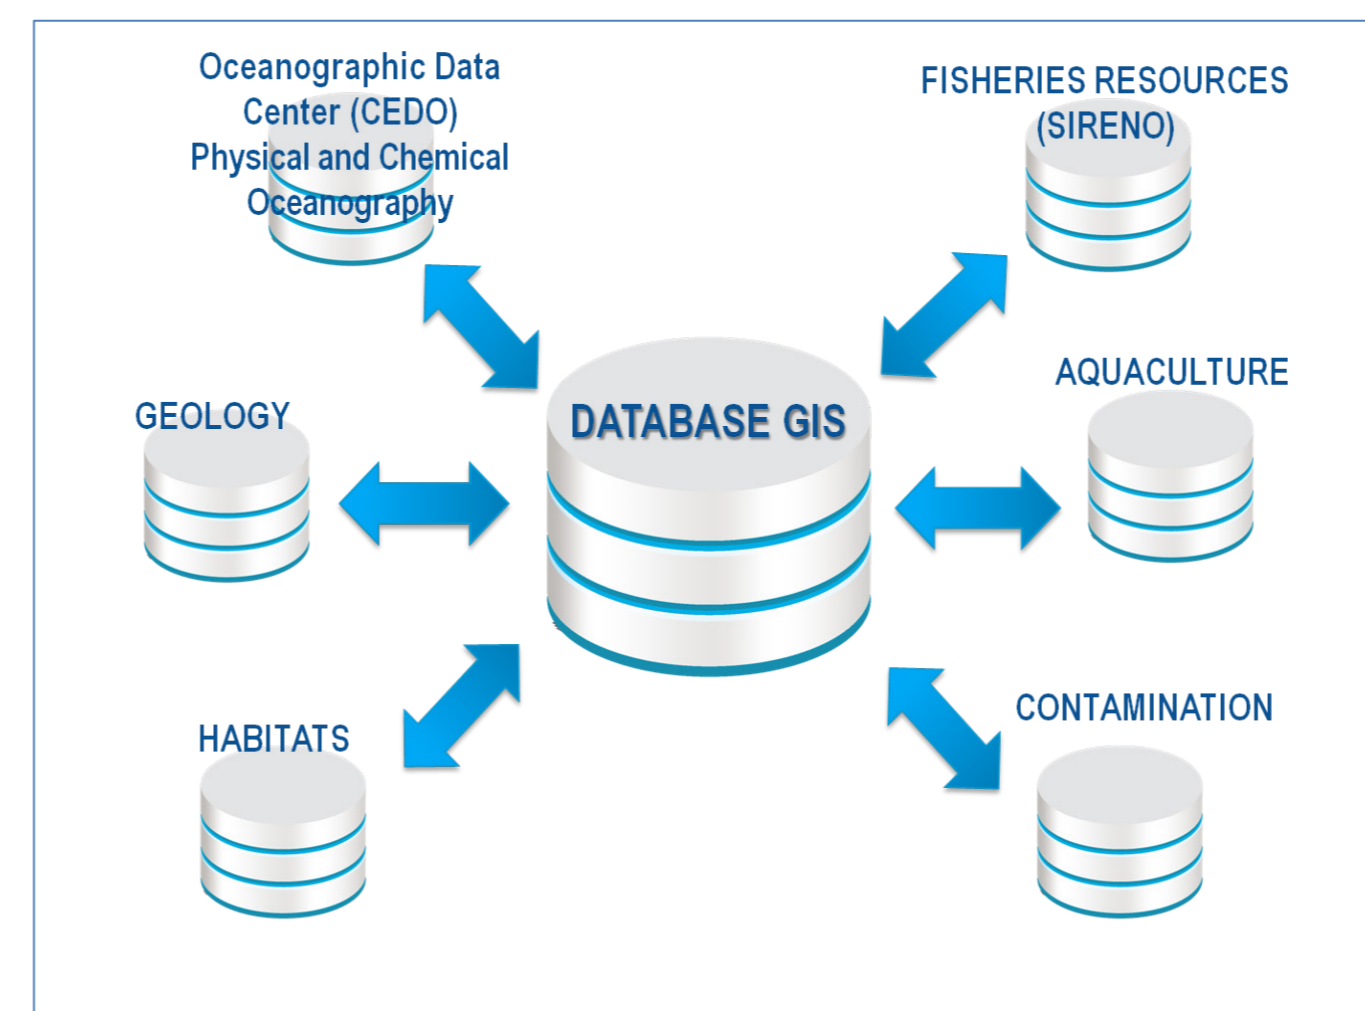 Oceanographic Data
Center (CEDO)
Physical and Chemical
Oceanography
FISHERIES RESOURCES
(SIRENO)
AQUACULTURE
GEOLOGY
DATABASE GIS
HABITATS
CONTAMINATION